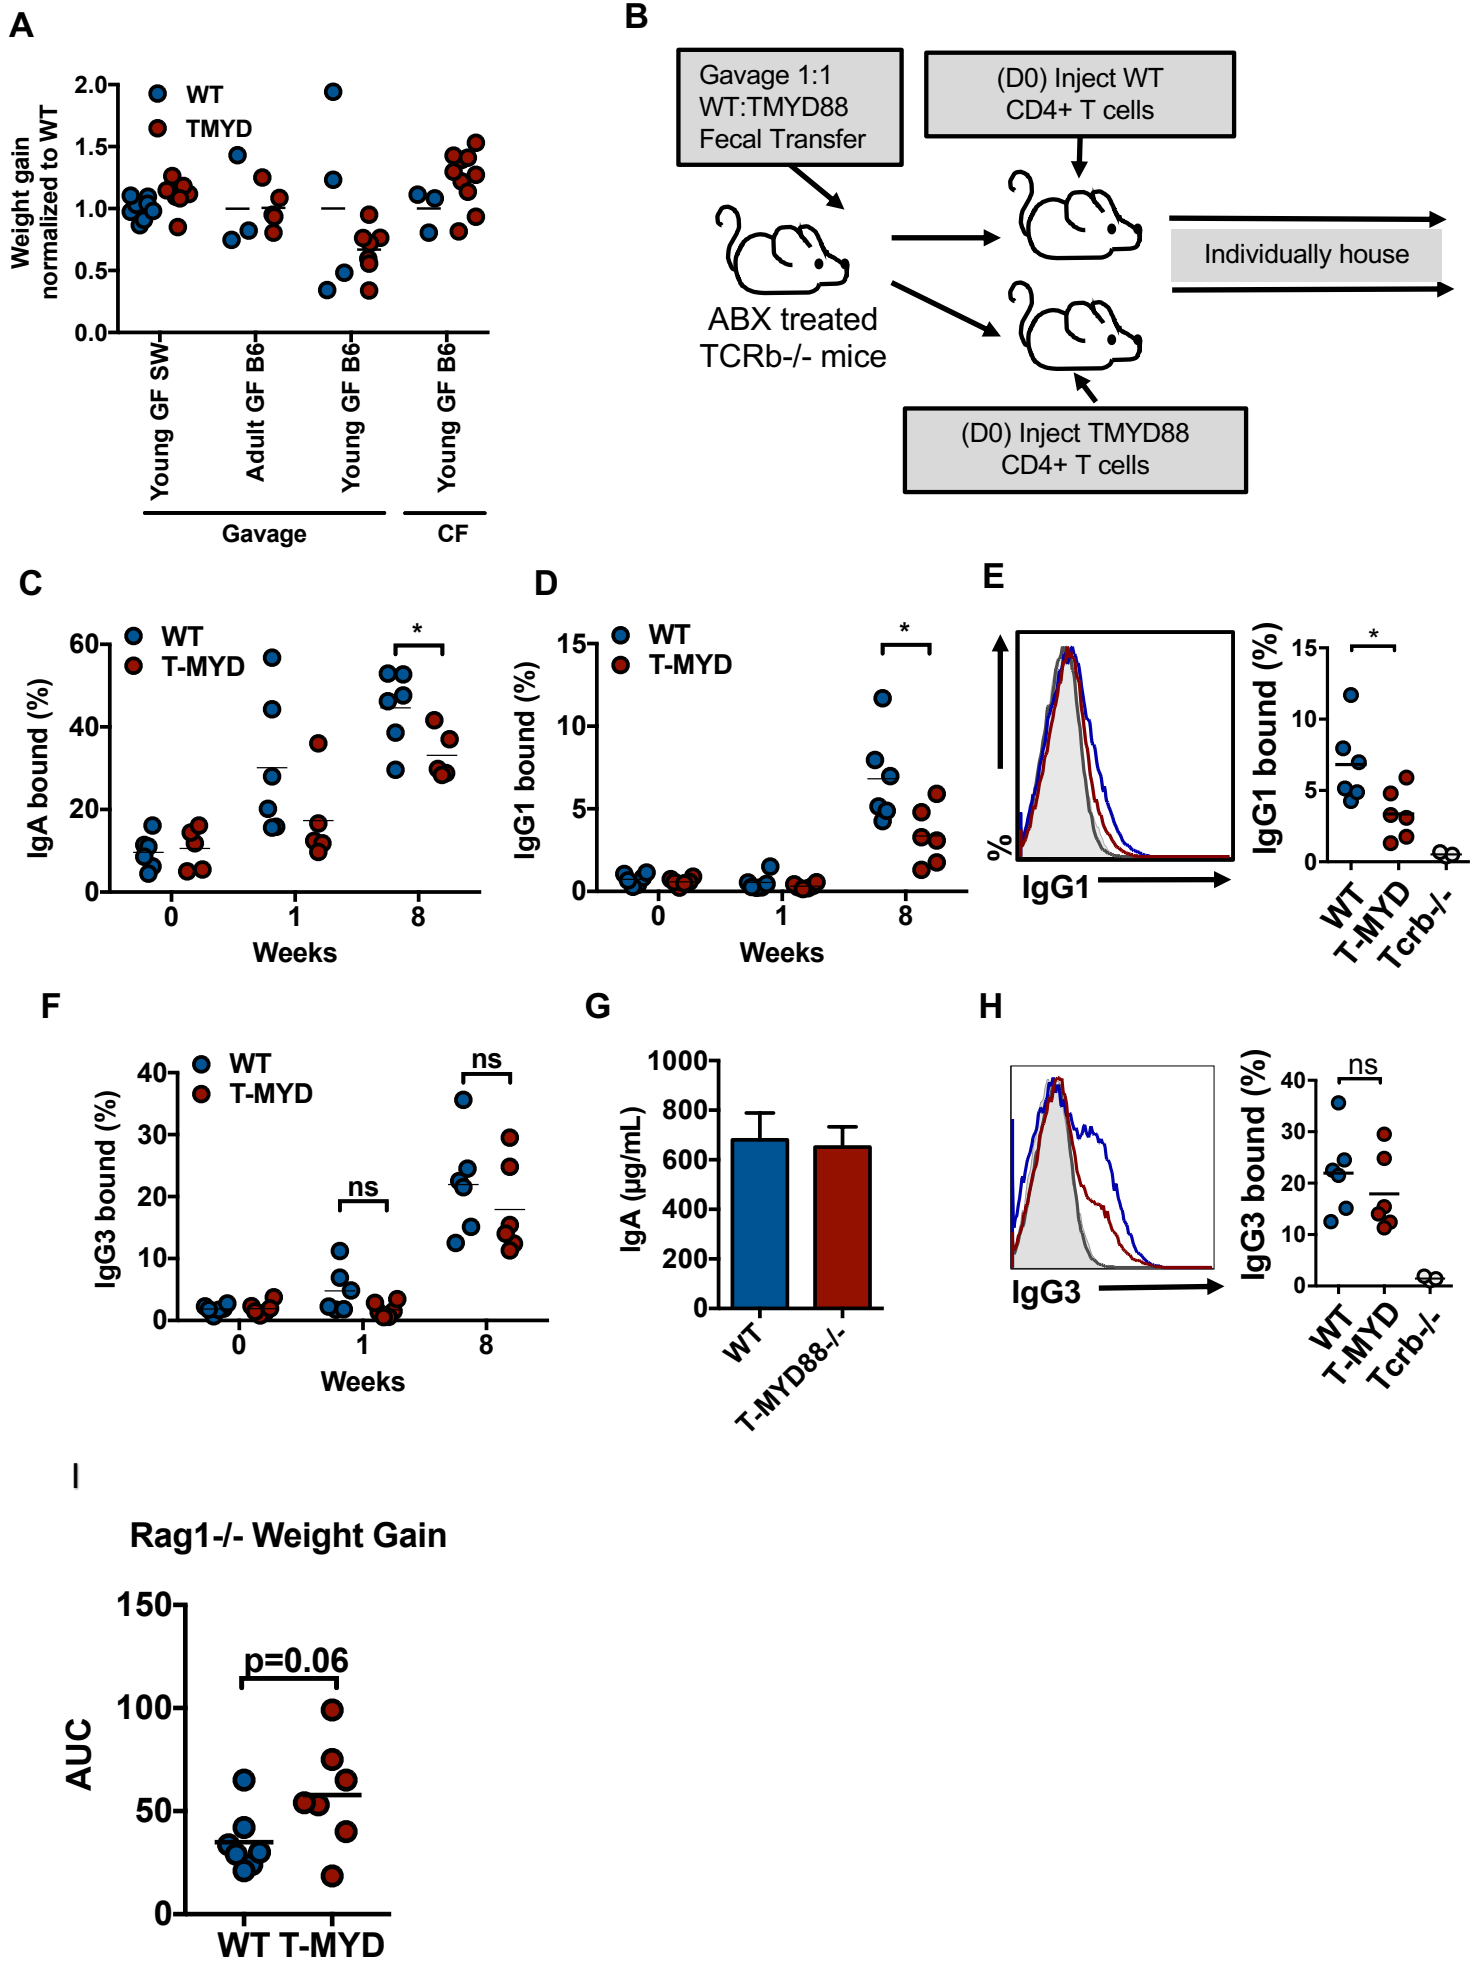 A
Weight gain
normalized to WT
2.0
1.5
1.0
0.5
0.0
WT
TMYD
Young GF SW
Adult GF B6
Young GF B6
Young GF B6
Gavage
CF
B
Gavage 1:1
WT:TMYD88
Fecal Transfer
(D0) Inject WT
CD4+ T cells
Individually house
ABX treated
TCRb-/- mice
(D0) Inject TMYD88
CD4+ T cells
C
IgA bound (%)
60
40
20
0
WT
T-MYD
*
0 1 8
Weeks
D
IgG1 bound (%)
15
10
5
0
WT
T-MYD
*
0 1 8
Weeks
E
%
IgG1
IgG1 bound (%)
15
10
5
0
*
WT
T-MYD
Tcrb-/-
F
IgG3 bound (%)
40
30
20
10
0
WT
T-MYD
ns
ns
0 1 8
Weeks
G
IgA (µg/mL)
1000
800
600
400
200
0
WT
T-MYD88-/-
H
IgG3
IgG3 bound (%)
40
30
20
10
0
ns
WT
T-MYD
Tcrb-/-
I
Rag1-/- Weight Gain
AUC
150
100
50
0
p=0.06
WT T-MYD